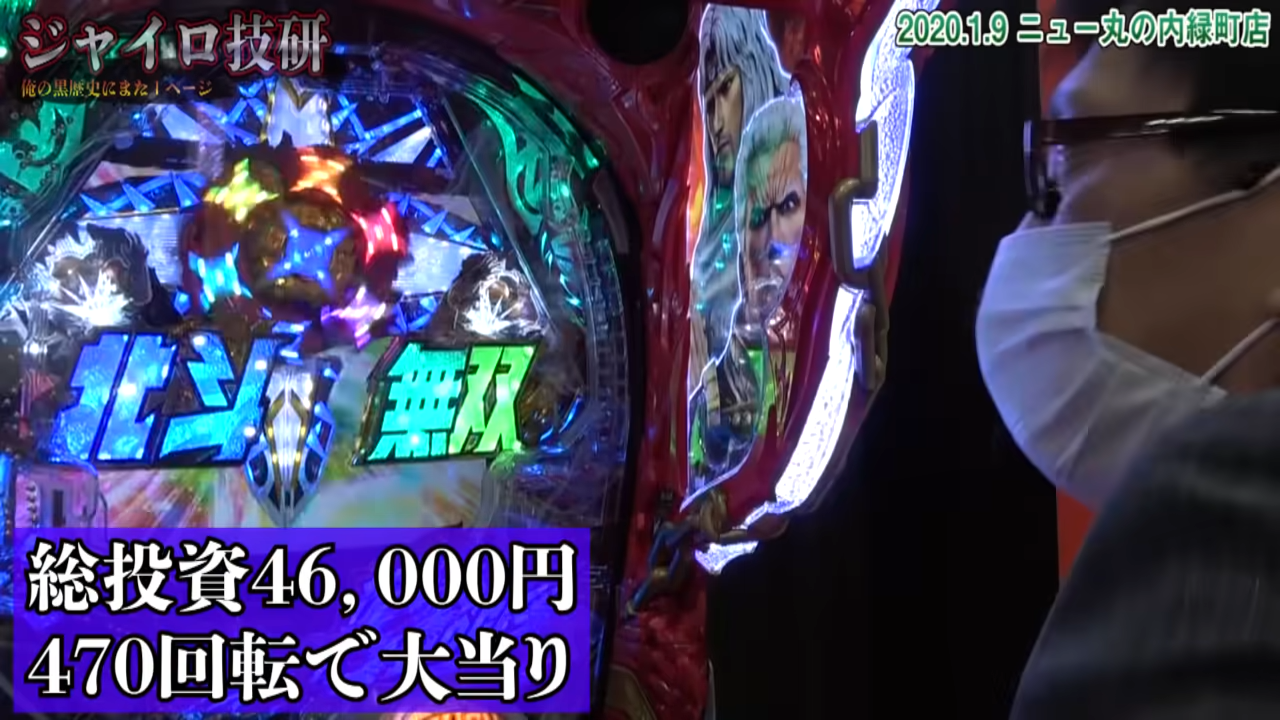 ジャイロ技研
俺の黒歴史にまた1ページ
2020.1.9 ニュー丸の内緑町店
北斗無双
総投資46,000円
470回転で大当り